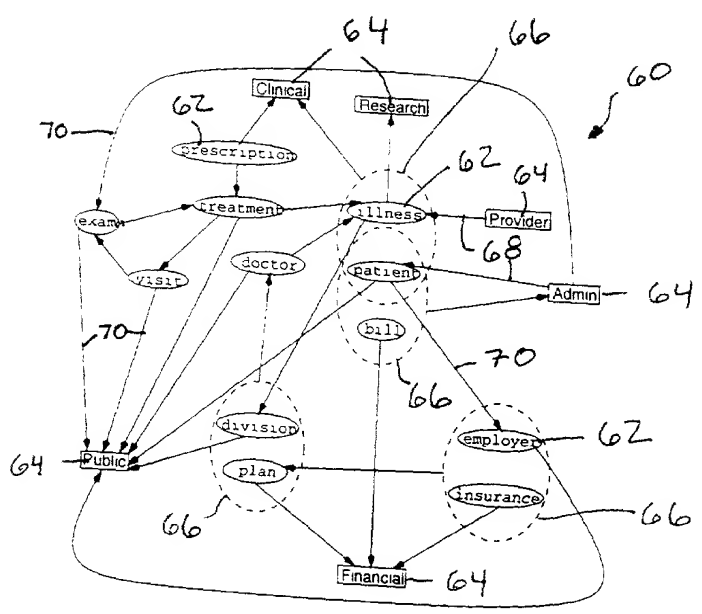 64
66
60
Clinical
Research
70
62
prescription
62
64
treatment
illness
Provider
exam
68
doctor
visit
patient
Admin
64
bill
70
70
66
division
employer
62
64
Public
plan
insurance
66
66
Financial
64